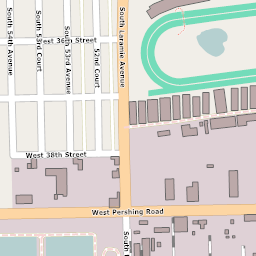 South 54th Avenue
South 53rd Court
South 53rd Avenue
52nd Court
South Laramie Avenue
est 36th Street
West 38th Street
West Pershing Road
South